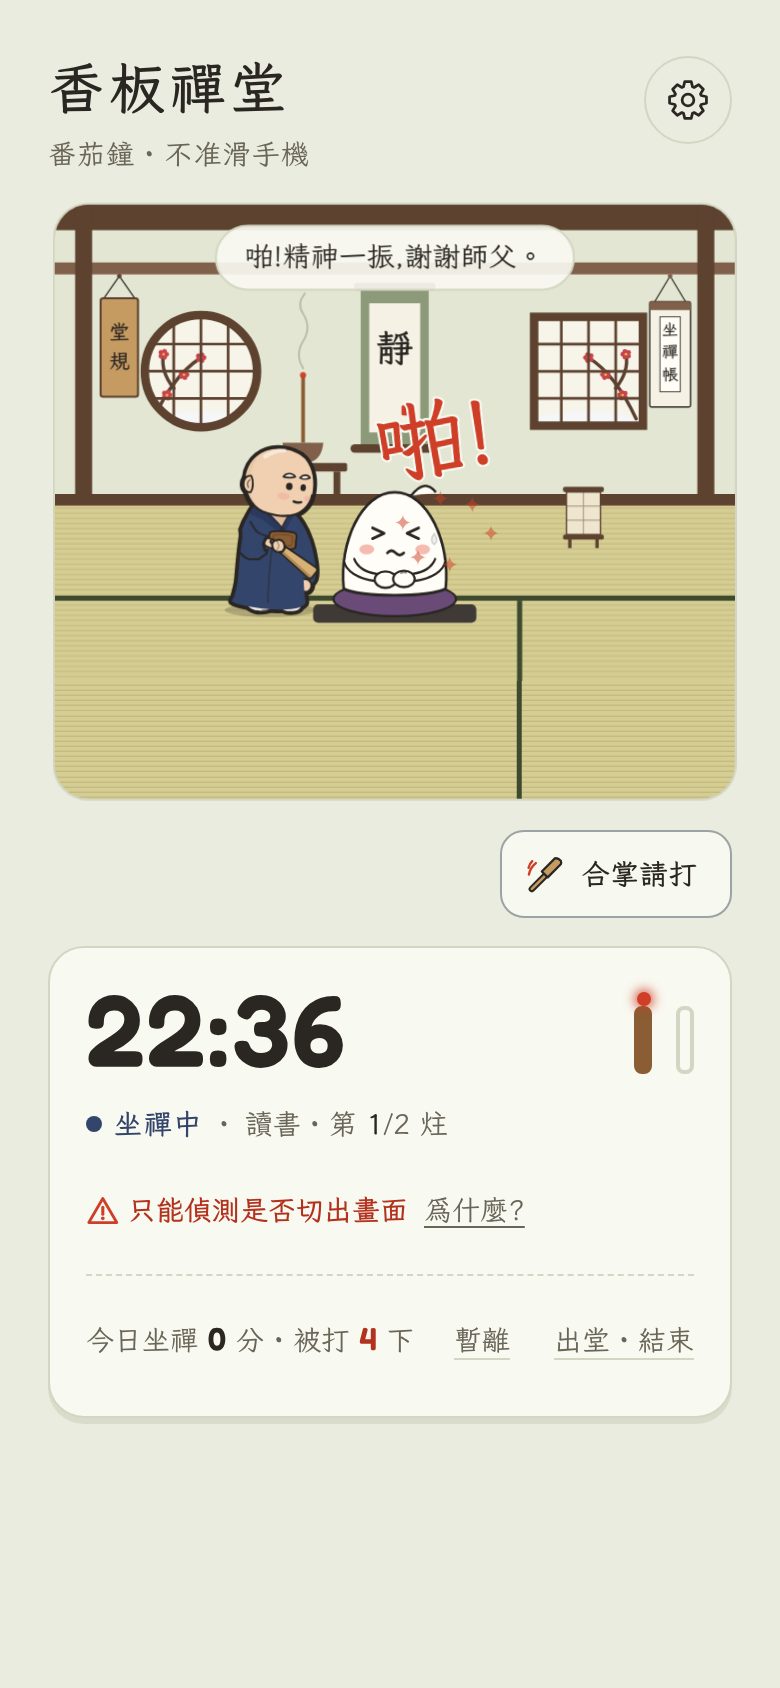 香板禪堂
番茄鐘・不准滑手機
啪!精神一振,謝謝師父。
堂規
靜
坐禪帳
啪!
合掌請打
22:36
坐禪中・讀書・第 1/2 炷
只能偵測是否切出畫面 爲什麼?
今日坐禪 0 分・被打 4 下 暫離 出堂・結束